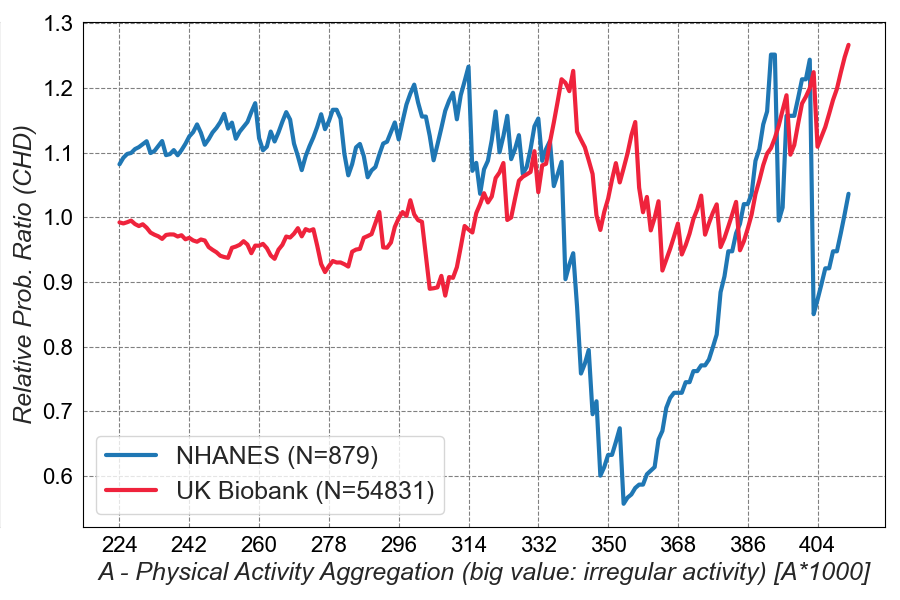 Relative Prob. Ratio (CHD)
1.3
1.2
1.1
1.0
0.9
0.8
0.7
0.6
NHANES (N=879)
UK Biobank (N=54831)
224 242 260 278 296 314 332 350 368 386 404
A - Physical Activity Aggregation (big value: irregular activity) [A*1000]